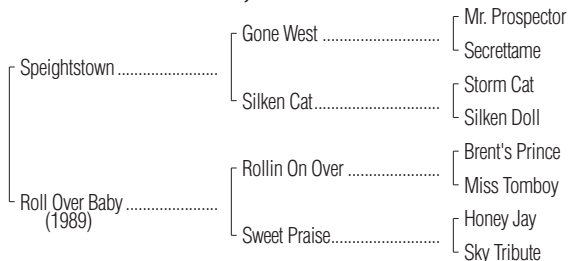 Mr. Prospector
Gone West
Secrettame
Speightstown
Storm Cat
Silken Cat
Silken Doll
Brent's Prince
Rollin On Over
Miss Tomboy
Roll Over Baby
(1989)
Honey Jay
Sweet Praise
Sky Tribute